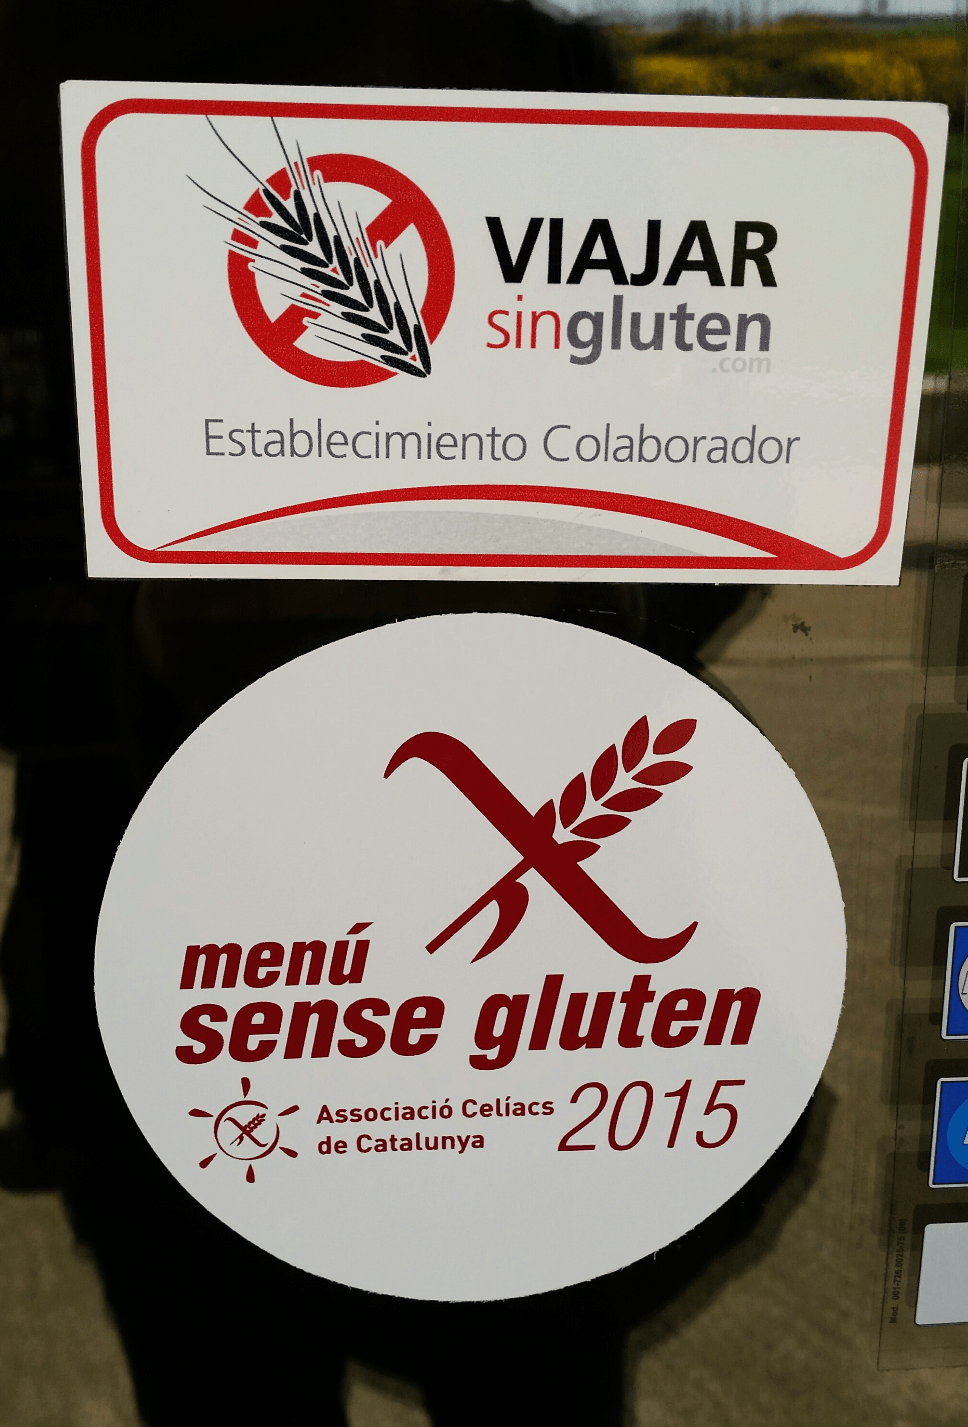 VIAJAR
singluten
.com
Establecimiento Colaborador
menú
sense gluten
Associació Celíacs
de Catalunya
2015